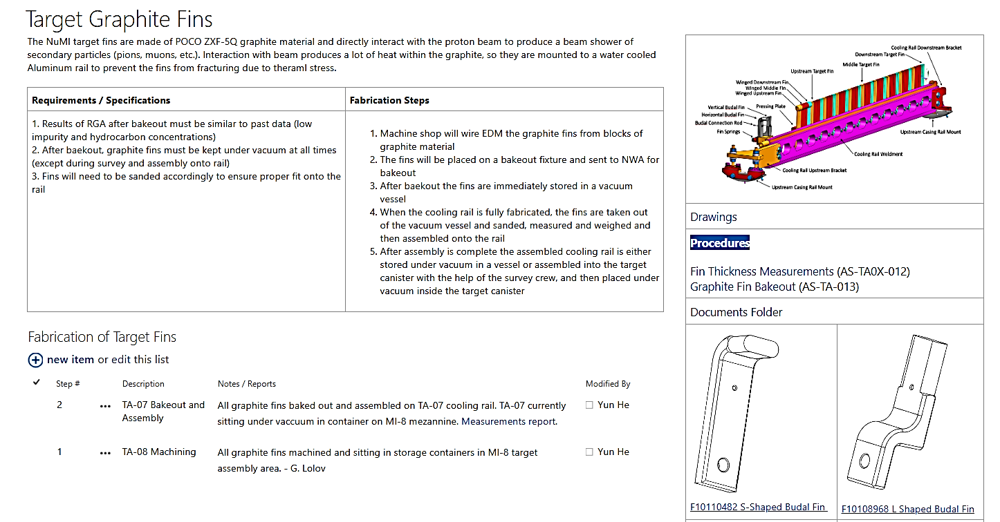 Target Graphite Fins
The NuMI target fins are made of POCO ZXF-5Q graphite material and directly interact with the proton beam to produce a beam shower of
secondary particles (pions, muons, etc.). Interaction with beam produces a lot of heat within the graphite, so they are mounted to a water cooled
Aluminum rail to prevent the fins from fracturing due to theraml stress.
Requirements / Specifications
1. Results of RGA after bakeout must be similar to past data (low
impurity and hydrocarbon concentrations)
2. After baekout, graphite fins must be kept under vacuum at all times
(except during survey and assembly onto rail)
3. Fins will need to be sanded accordingly to ensure proper fit onto the
rail
Fabrication Steps
1. Machine shop will wire EDM the graphite fins from blocks of
graphite material
2. The fins will be placed on a bakeout fixture and sent to NWA for
bakeout
3. After baekout the fins are immediately stored in a vacuum
vessel
4. When the cooling rail is fully fabricated, the fins are taken out
of the vacuum vessel and sanded, measured and weighed and
then assembled onto the rail
5. After assembly is complete the assembled cooling rail is either
stored under vacuum in a vessel or assembled into the target
canister with the help of the survey crew, and then placed under
vacuum inside the target canister
Fabrication of Target Fins
new item or edit this list
Step #
Description
Notes / Reports
Modified By
2
TA-07 Bakeout and
Assembly
All graphite fins baked out and assembled on TA-07 cooling rail. TA-07 currently
sitting under vaccuum in container on MI-8 mezannine. Measurements report.
Yun He
1
TA-08 Machining
All graphite fins machined and sitting in storage containers in MI-8 target
assembly area. - G. Lolov
Yun He
Cooling Rail Downstream Bracket
Downstream Target Fin
Middle Target Fin
Upstream Target Fin
Winged Downstream Fin
Winged Middle Fin
Winged Upstream Fin
Vertical Budal Fin
Pressing Plate
Horizontal Budal Fin
Budal Connection Rod
Fin Springs
Upstream Casing Rail Mount
Cooling Rail Weldment
Cooling Rail Upstream Bracket
Upstream Casing Rail Mount
Drawings
Procedures
Fin Thickness Measurements (AS-TA0X-012)
Graphite Fin Bakeout (AS-TA-013)
Documents Folder
F10110482 S-Shaped Budal Fin
F10108968 L Shaped Budal Fin